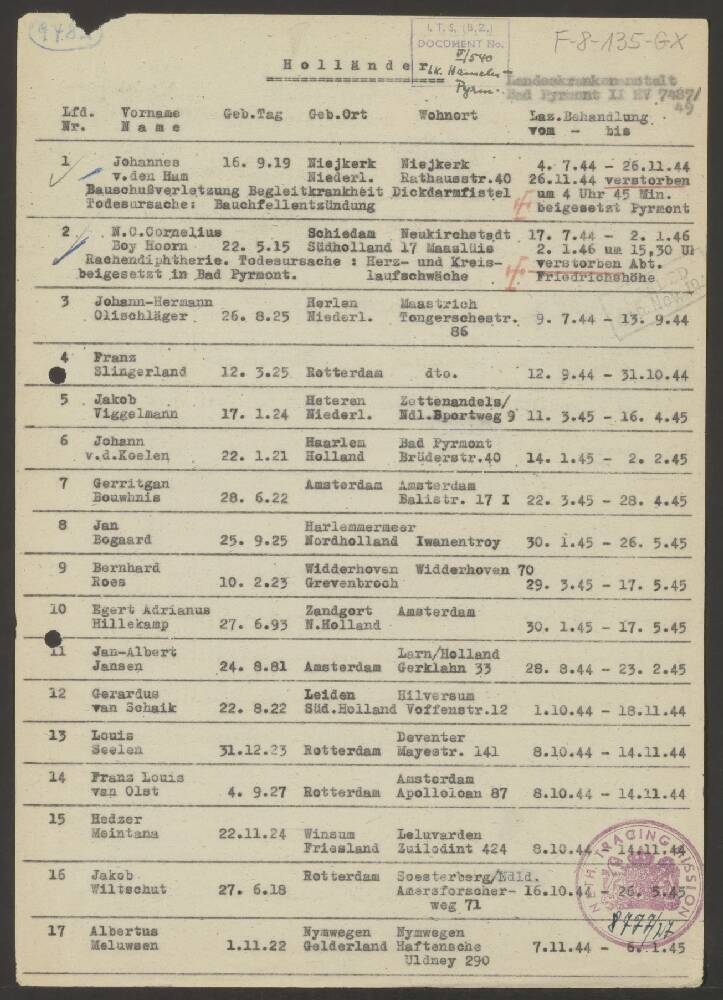 I.T.S. (B.Z.)
DOCUMENT No.
V/540
F-8-135-GX
Holländer
Lk. Hameln-
Pyrm.
Landeskrankenanstalt
Bad Pyrmont II HV 7487/
49
Lfd. Vorname Geb.Tag Geb.Ort Wohnort Laz.Behandlung
Nr. Name vom - bis
1 Johannes 16. 9.19 Niejkerk Niejkerk 4. 7.44 - 26.11.44
v.den Ham Niederl. Rathausstr.40 26.11.44 verstorben
Bauschußverletzung Begleitkrankheit Dickdarmfistel um 4 Uhr 45 Min.
Todesursache: Bauchfellentzündung beigesetzt Pyrmont
2 N.C.Cornelius Schiedam Neukirchstadt 17. 7.44 - 2. 1.46
Boy Hoorn 22. 5.15 Südholland 17 Maaslüis 2. 1.46 um 15,30 Uh
Rachendiphtherie. Todesursache : Herz- und Kreis- verstorben Abt.
beigesetzt in Bad Pyrmont. laufschwäche Friedrichshöhe
3 Johann-Hermann Herlen Maastrich
Olischläger 26. 8.25 Niederl. Tongerschestr. 9. 7.44 - 13. 9.44
86
4 Franz
Slingerland 12. 3.25 Rotterdam dto. 12. 9.44 - 31.10.44
5 Jakob Heteren Zettenandels/
Viggelmann 17. 1.24 Niederl. Ndl.Sportweg 9 11. 3.45 - 16. 4.45
6 Johann Haarlem Bad Pyrmont
v.d.Koelen 22. 1.21 Holland Brüderstr.40 14. 1.45 - 2. 2.45
7 Gerritgan Amsterdam Amsterdam
Bouwhnis 28. 6.22 Balistr. 17 I 22. 3.45 - 28. 4.45
8 Jan Harlemmermeer
Bogaard 25. 9.25 Nordholland Iwanentroy 30. 1.45 - 26. 5.45
9 Bernhard Widderhoven Widderhoven 70
Roes 10. 2.23 Grevenbroch 29. 3.45 - 17. 5.45
10 Egert Adrianus Zandgort Amsterdam
Hillekamp 27. 6.93 N.Holland 30. 1.45 - 17. 5.45
11 Jan-Albert Larn/Holland
Jansen 24. 8.81 Amsterdam Gerklahn 33 28. 8.44 - 23. 2.45
12 Gerardus Leiden Hilversum
van Schaik 22. 8.22 Süd.Holland Voffenstr.12 1.10.44 - 18.11.44
13 Louis Deventer
Seelen 31.12.23 Rotterdam Mayestr. 141 8.10.44 - 14.11.44
14 Franz Louis Amsterdam
van Olst 4. 9.27 Rotterdam Apolloloan 87 8.10.44 - 14.11.44
15 Hedzer
Meintana 22.11.24 Winsum Leluvarden
Friesland Zuilodint 424 8.10.44 - 14.11.44
16 Jakob Rotterdam Soesterberg/Ndld.
Wiltschut 27. 6.18 Amersforscher- 16.10.44 - 26. 5.45
weg 71
17 Albertus Nymwegen Nymwegen
Meluwsen 1.11.22 Gelderland Haftensche 7.11.44 - 6. 1.45
Uldney 290
TRACING MISSION
8777/27